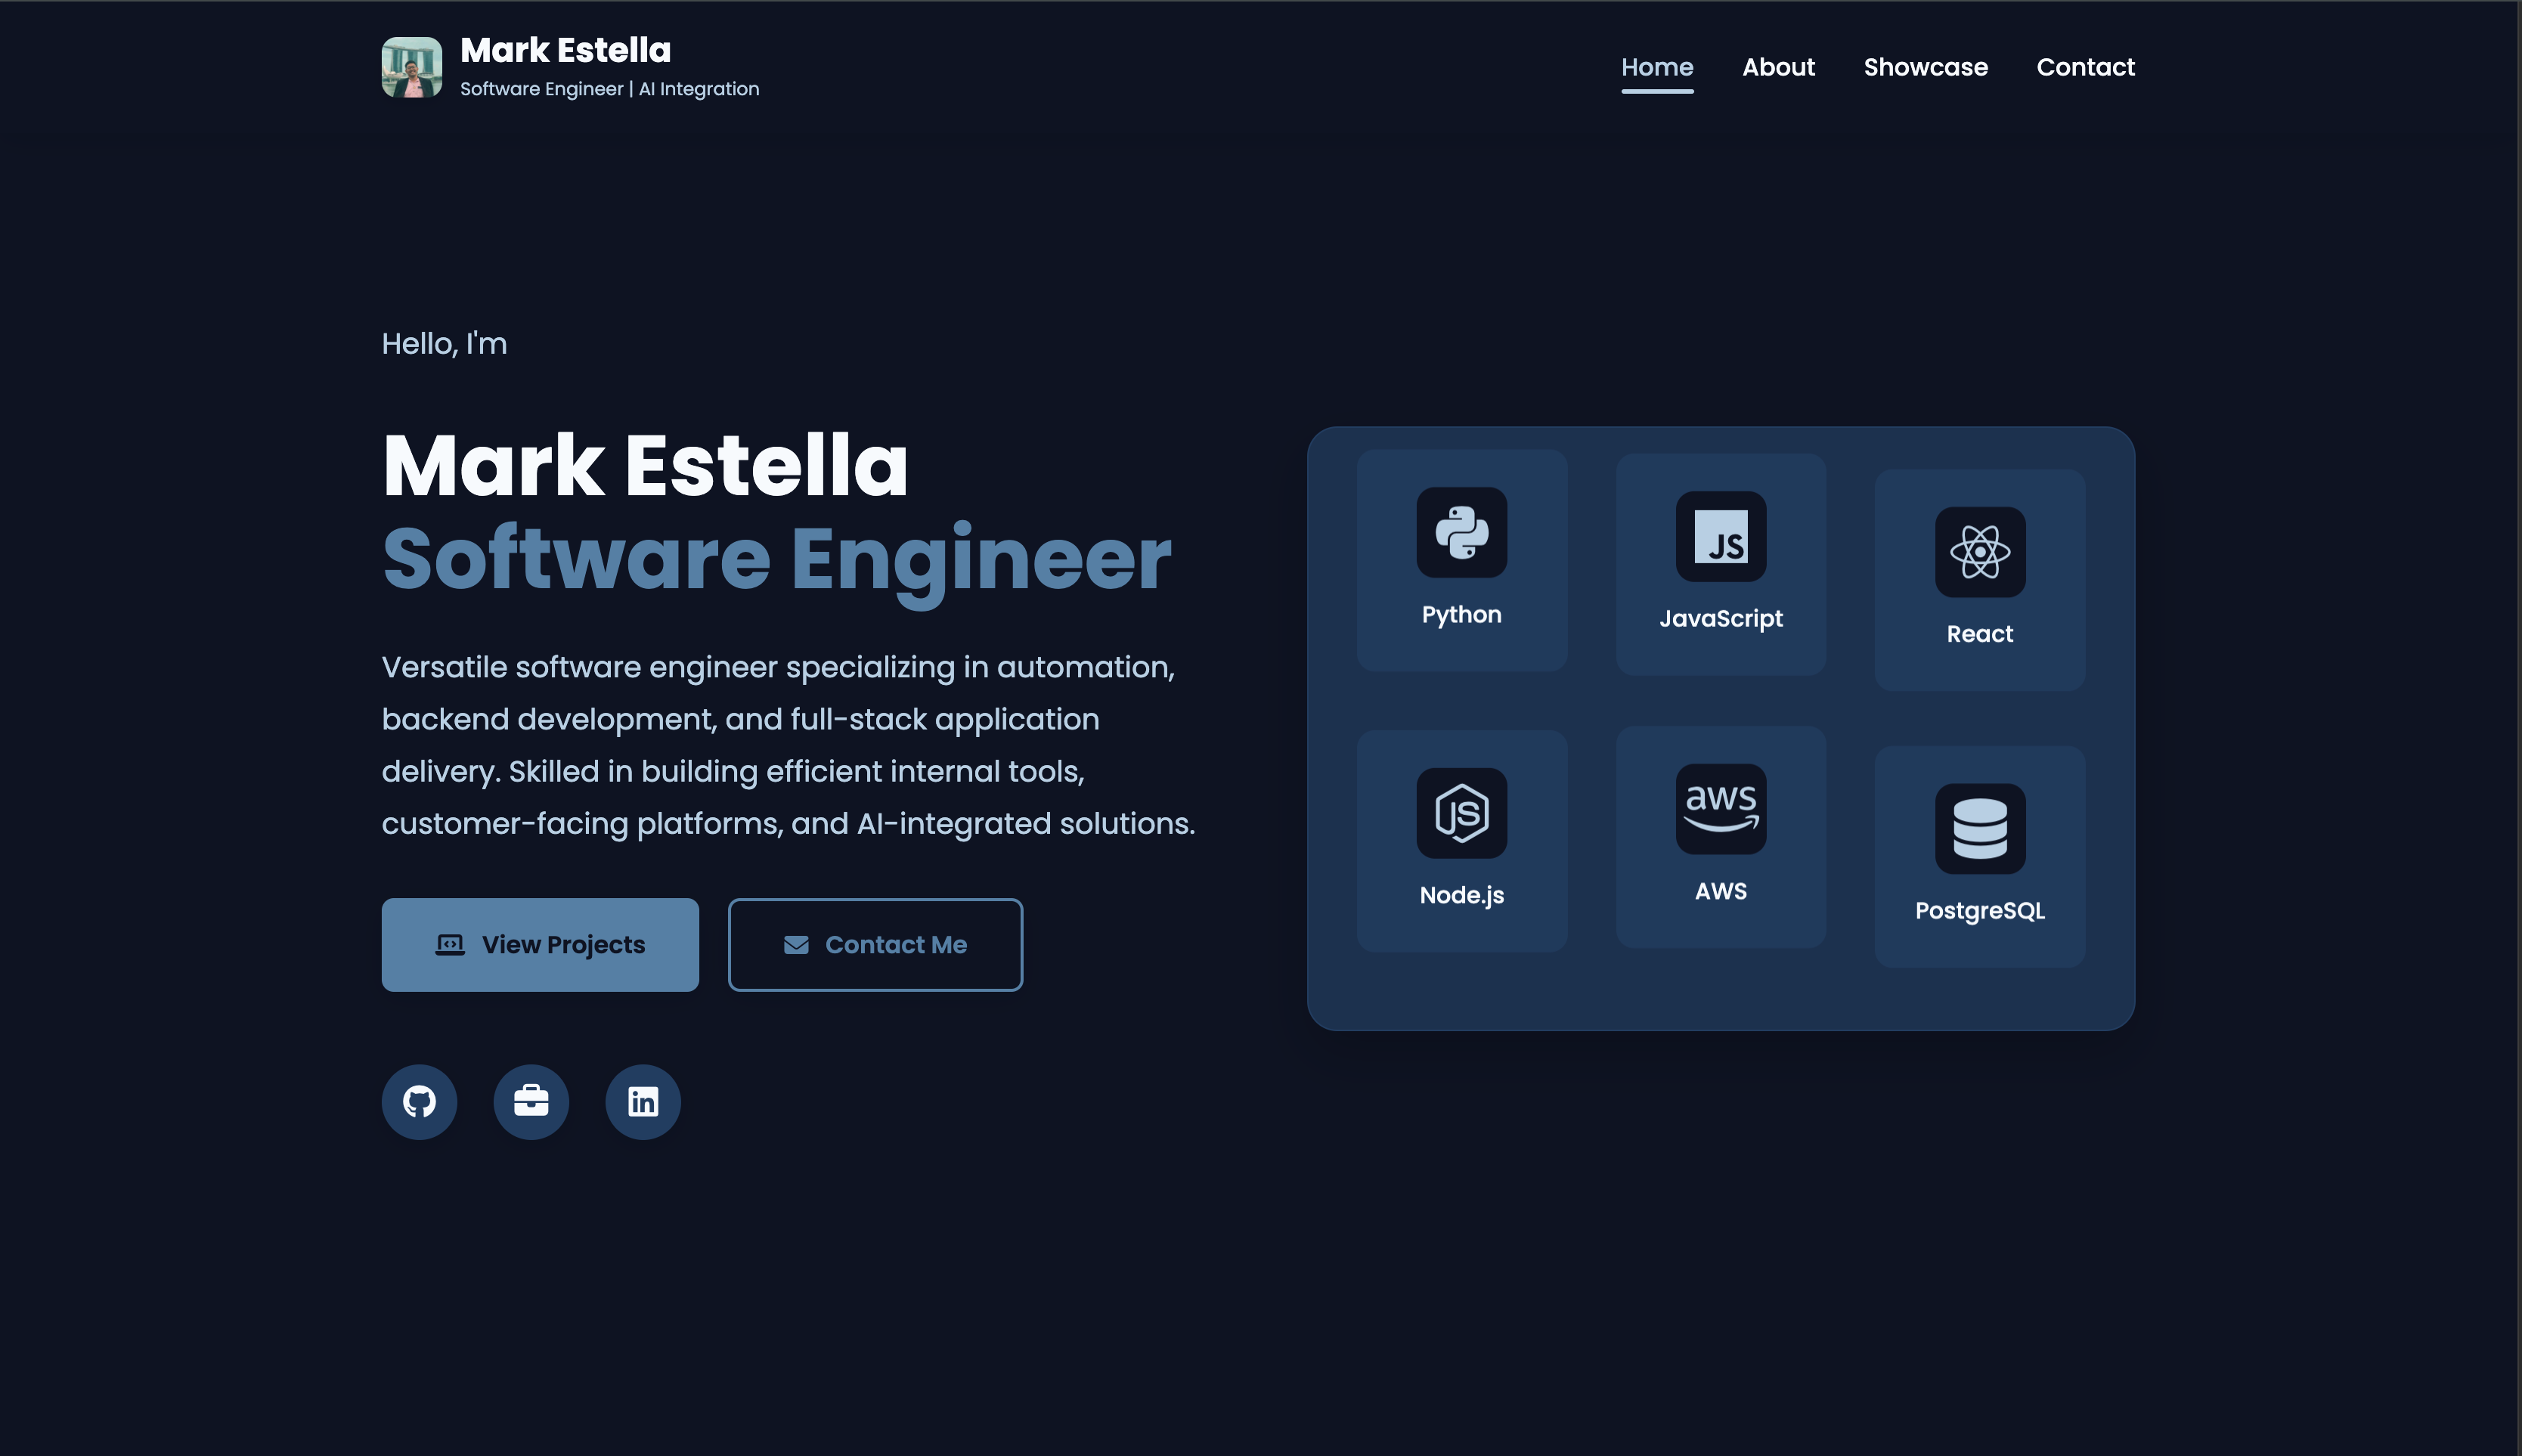 Mark Estella
Software Engineer | AI Integration
Home
About
Showcase
Contact
Hello, I'm
Mark Estella
Software Engineer
Versatile software engineer specializing in automation,
backend development, and full-stack application
delivery. Skilled in building efficient internal tools,
customer-facing platforms, and AI-integrated solutions.
View Projects
Contact Me
in
Python
JS
JavaScript
React
JS
Node.js
aws
AWS
PostgreSQL